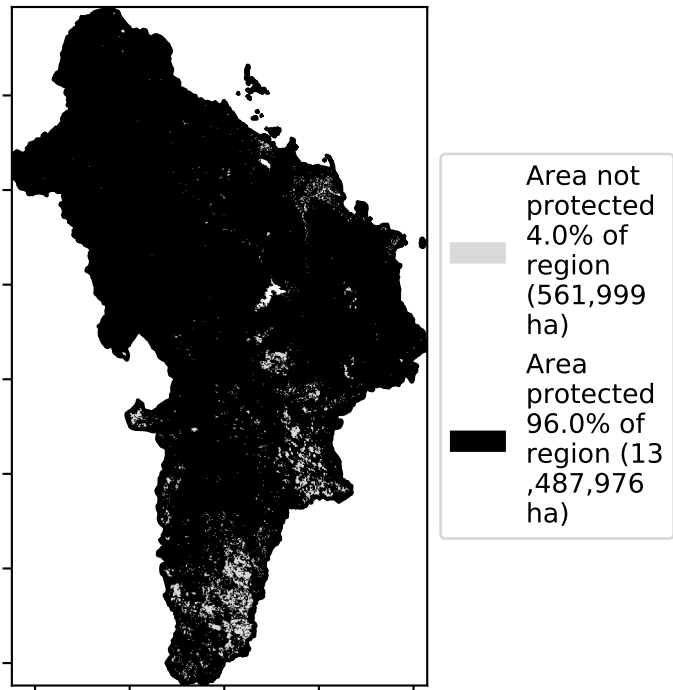 Area not
protected
4.0% of
region
(561,999
ha)
Area
protected
96.0% of
region (13
,487,976
ha)